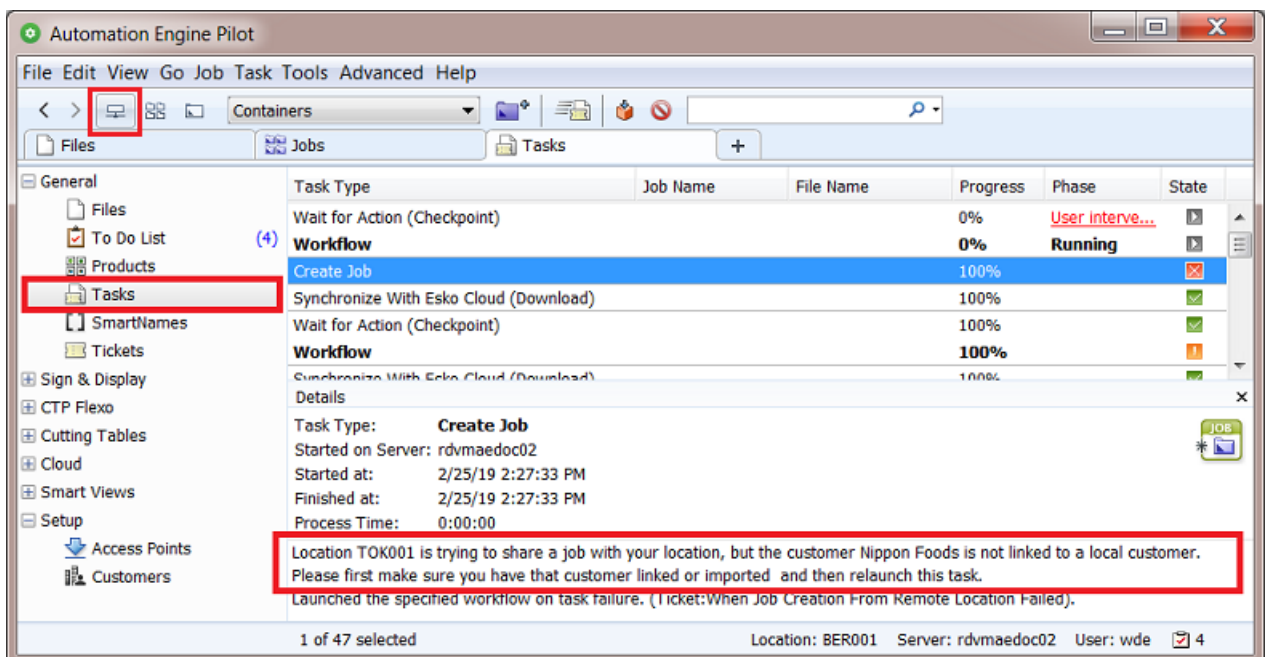 Automation Engine Pilot
File Edit View Go Job Task Tools Advanced Help
Containers
Files
Jobs
Tasks
+
General
Files
To Do List (4)
Products
Tasks
SmartNames
Tickets
Sign & Display
CTP Flexo
Cutting Tables
Cloud
Smart Views
Setup
Access Points
Customers
Task Type Job Name File Name Progress Phase State
Wait for Action (Checkpoint) 0% User interve...
Workflow 0% Running
Create Job 100%
Synchronize With Esko Cloud (Download) 100%
Wait for Action (Checkpoint) 100%
Workflow 100%
Synchronize With Esko Cloud (Download) 100%
Details
Task Type: Create Job
JOB
Started on Server: rdvmaedoc02
Started at: 2/25/19 2:27:33 PM
Finished at: 2/25/19 2:27:33 PM
Process Time: 0:00:00
Location TOK001 is trying to share a job with your location, but the customer Nippon Foods is not linked to a local customer.
Please first make sure you have that customer linked or imported and then relaunch this task.
Launched the specified workflow on task failure. (Ticket:When Job Creation From Remote Location Failed).
1 of 47 selected Location: BER001 Server: rdvmaedoc02 User: wde 4